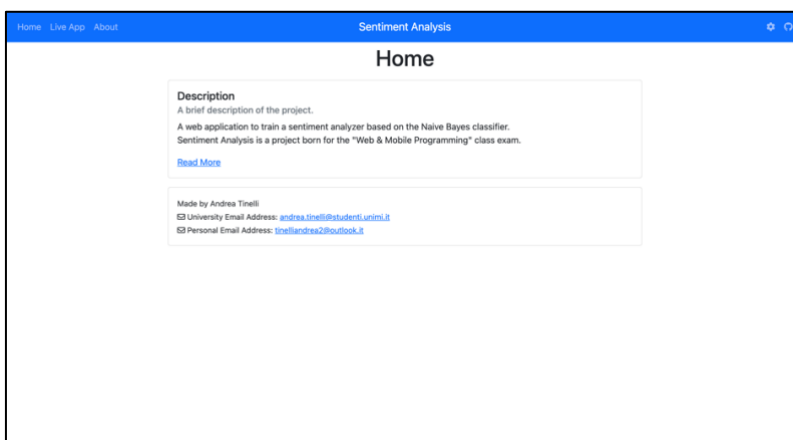 Home Live App About Sentiment Analysis
Home
Description
A brief description of the project.
A web application to train a sentiment analyzer based on the Naive Bayes classifier.
Sentiment Analysis is a project born for the "Web & Mobile Programming" class exam.
Read More
Made by Andrea Tinelli
University Email Address: andrea.tinelli@studenti.unimi.it
Personal Email Address: tinelliandrea2@outlook.it